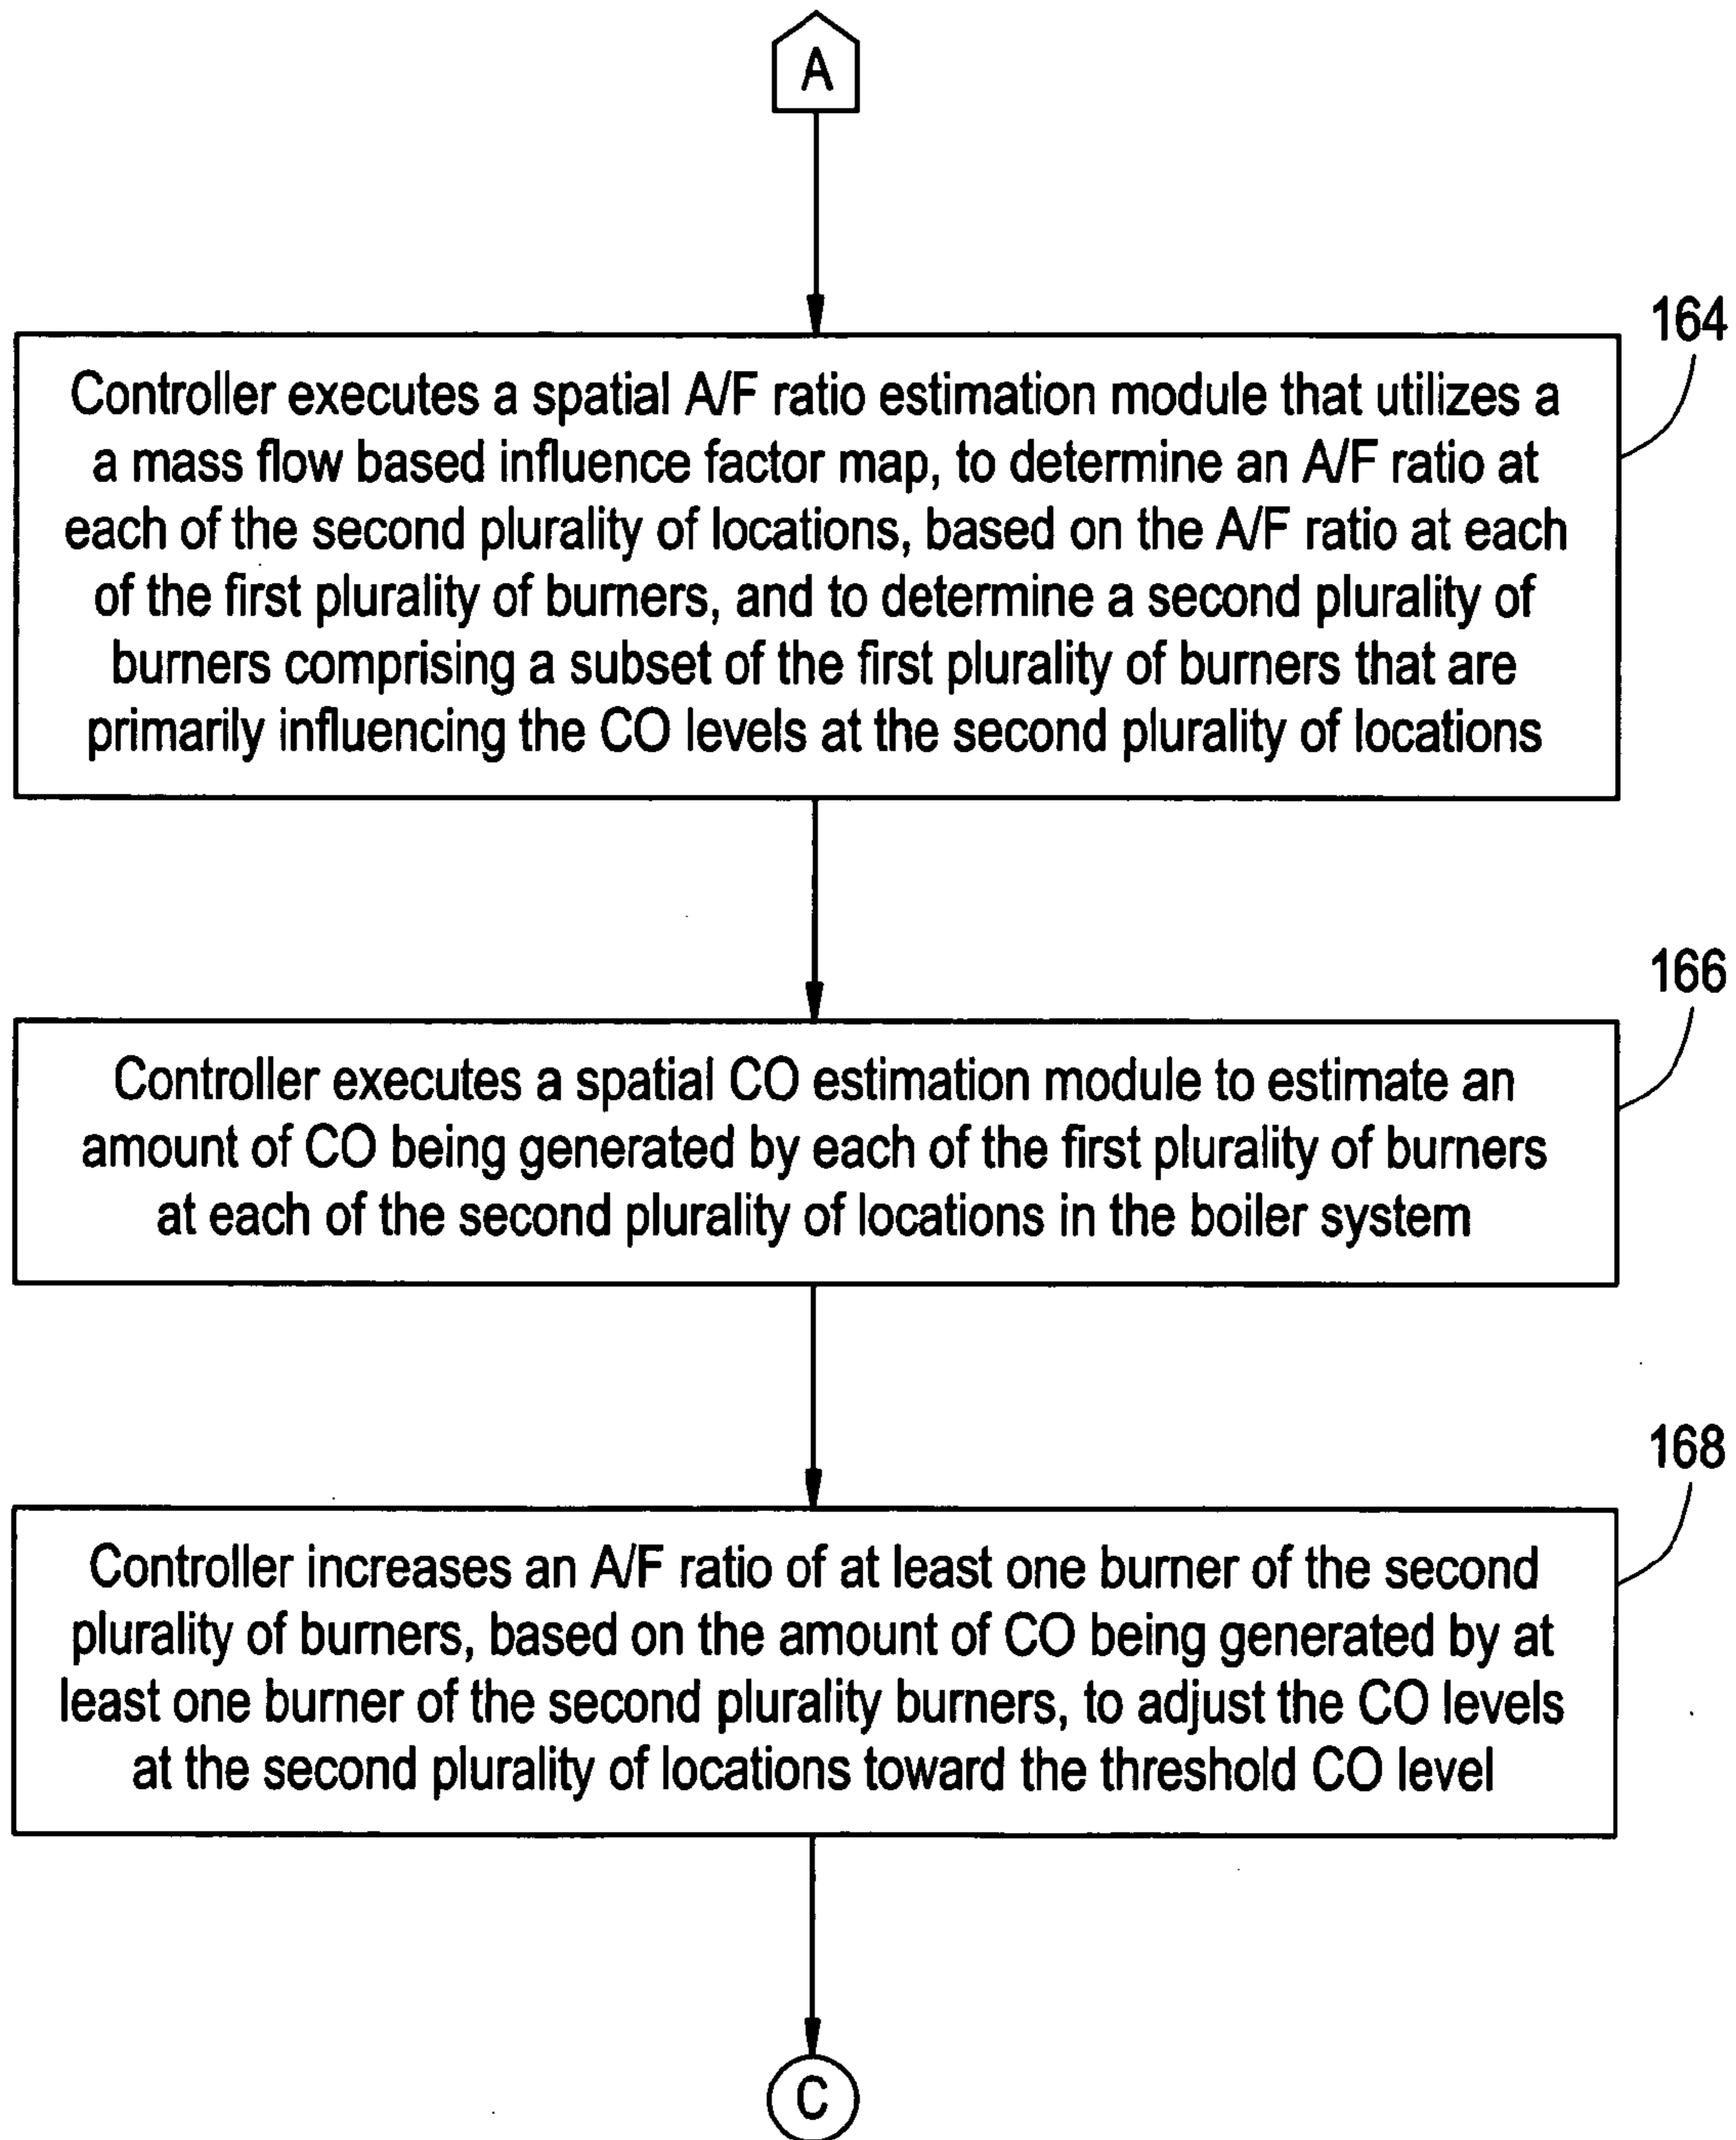 A
164
Controller executes a spatial A/F ratio estimation module that utilizes a
a mass flow based influence factor map, to determine an A/F ratio at
each of the second plurality of locations, based on the A/F ratio at each
of the first plurality of burners, and to determine a second plurality of
burners comprising a subset of the first plurality of burners that are
primarily influencing the CO levels at the second plurality of locations
166
Controller executes a spatial CO estimation module to estimate an
amount of CO being generated by each of the first plurality of burners
at each of the second plurality of locations in the boiler system
168
Controller increases an A/F ratio of at least one burner of the second
plurality of burners, based on the amount of CO being generated by at
least one burner of the second plurality burners, to adjust the CO levels
at the second plurality of locations toward the threshold CO level
C